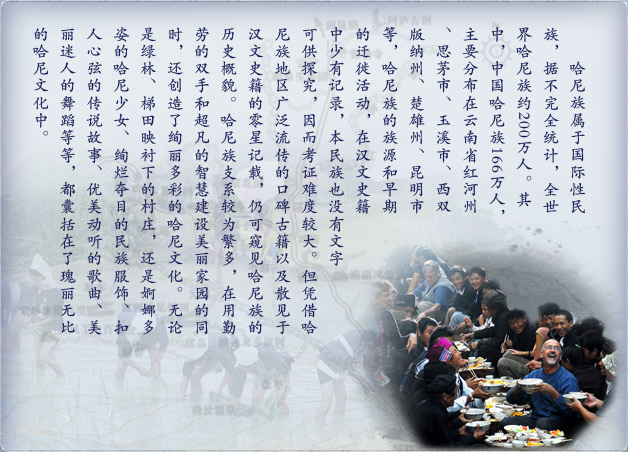 哈尼族属于国际性民
族，据不完全统计，全世
界哈尼族约200万人。其
中，中国哈尼族166万人，
主要分布在云南省红河州
、思茅市、玉溪市、西双
版纳州、楚雄州、昆明市
等，哈尼族的族源和早期
的迁徙活动，在汉文史籍
中少有记录，本民族也没有文字
可供探究，因而考证难度较大。但凭借哈
尼族地区广泛流传的口碑古籍以及散见于
汉文史籍的零星记载，仍可窥见哈尼族的
历史概貌。哈尼族支系较为繁多，在用勤
劳的双手和超凡的智慧建设美丽家园的同
时，还创造了绚丽多彩的哈尼文化。无论
是绿林、梯田映衬下的村庄，还是婀娜多
姿的哈尼少女、绚烂夺目的民族服饰、扣
人心弦的传说故事、优美动听的歌曲、美
丽迷人的舞蹈等等，都囊括在了瑰丽无比
的哈尼文化中。